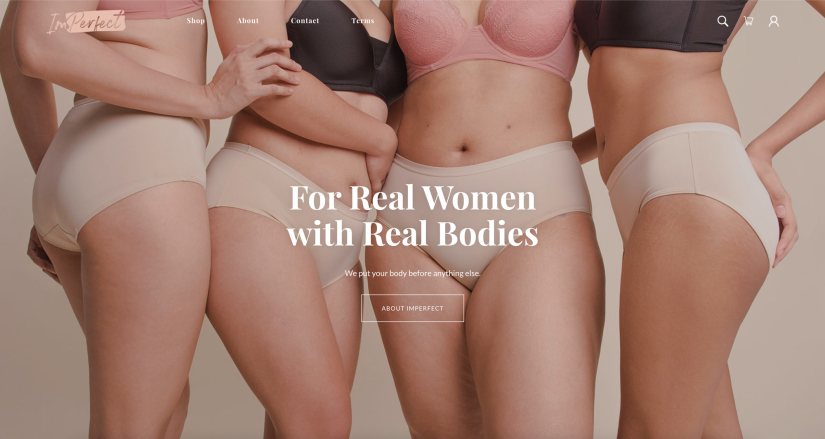 ImPerfect
Shop About Contact Terms
For Real Women
with Real Bodies
We put your body before anything else.
ABOUT IMPERFECT